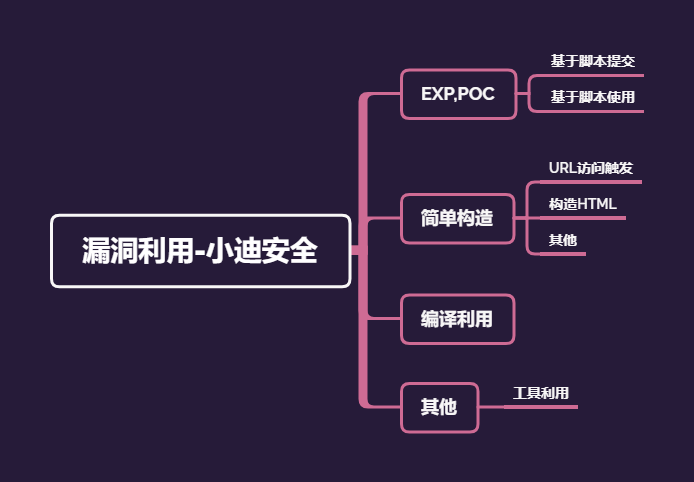 漏洞利用-小迪安全
EXP,POC
基于脚本提交
基于脚本使用
简单构造
URL访问触发
构造HTML
其他
编译利用
其他
工具利用